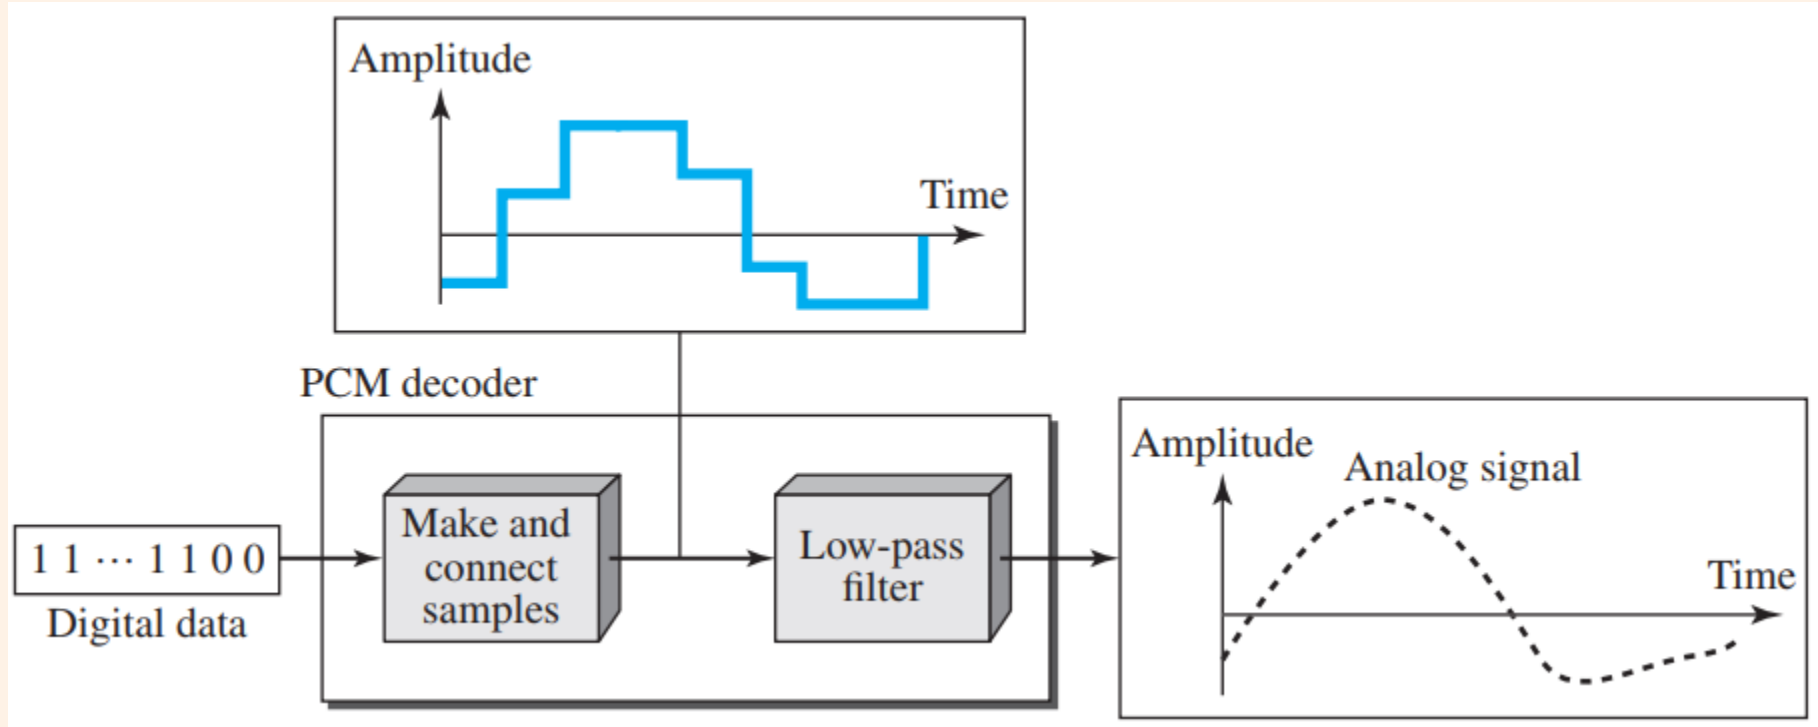 Amplitude
Time
PCM decoder
Make and
connect
samples
Low-pass
filter
1 1 ··· 1 1 0 0
Digital data
Amplitude
Analog signal
Time